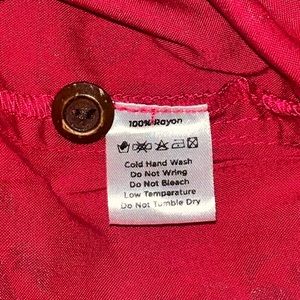 100% Rayon
Cold Hand Wash
Do Not Wring
Do Not Bleach
Low Temperature
Do Not Tumble Dry